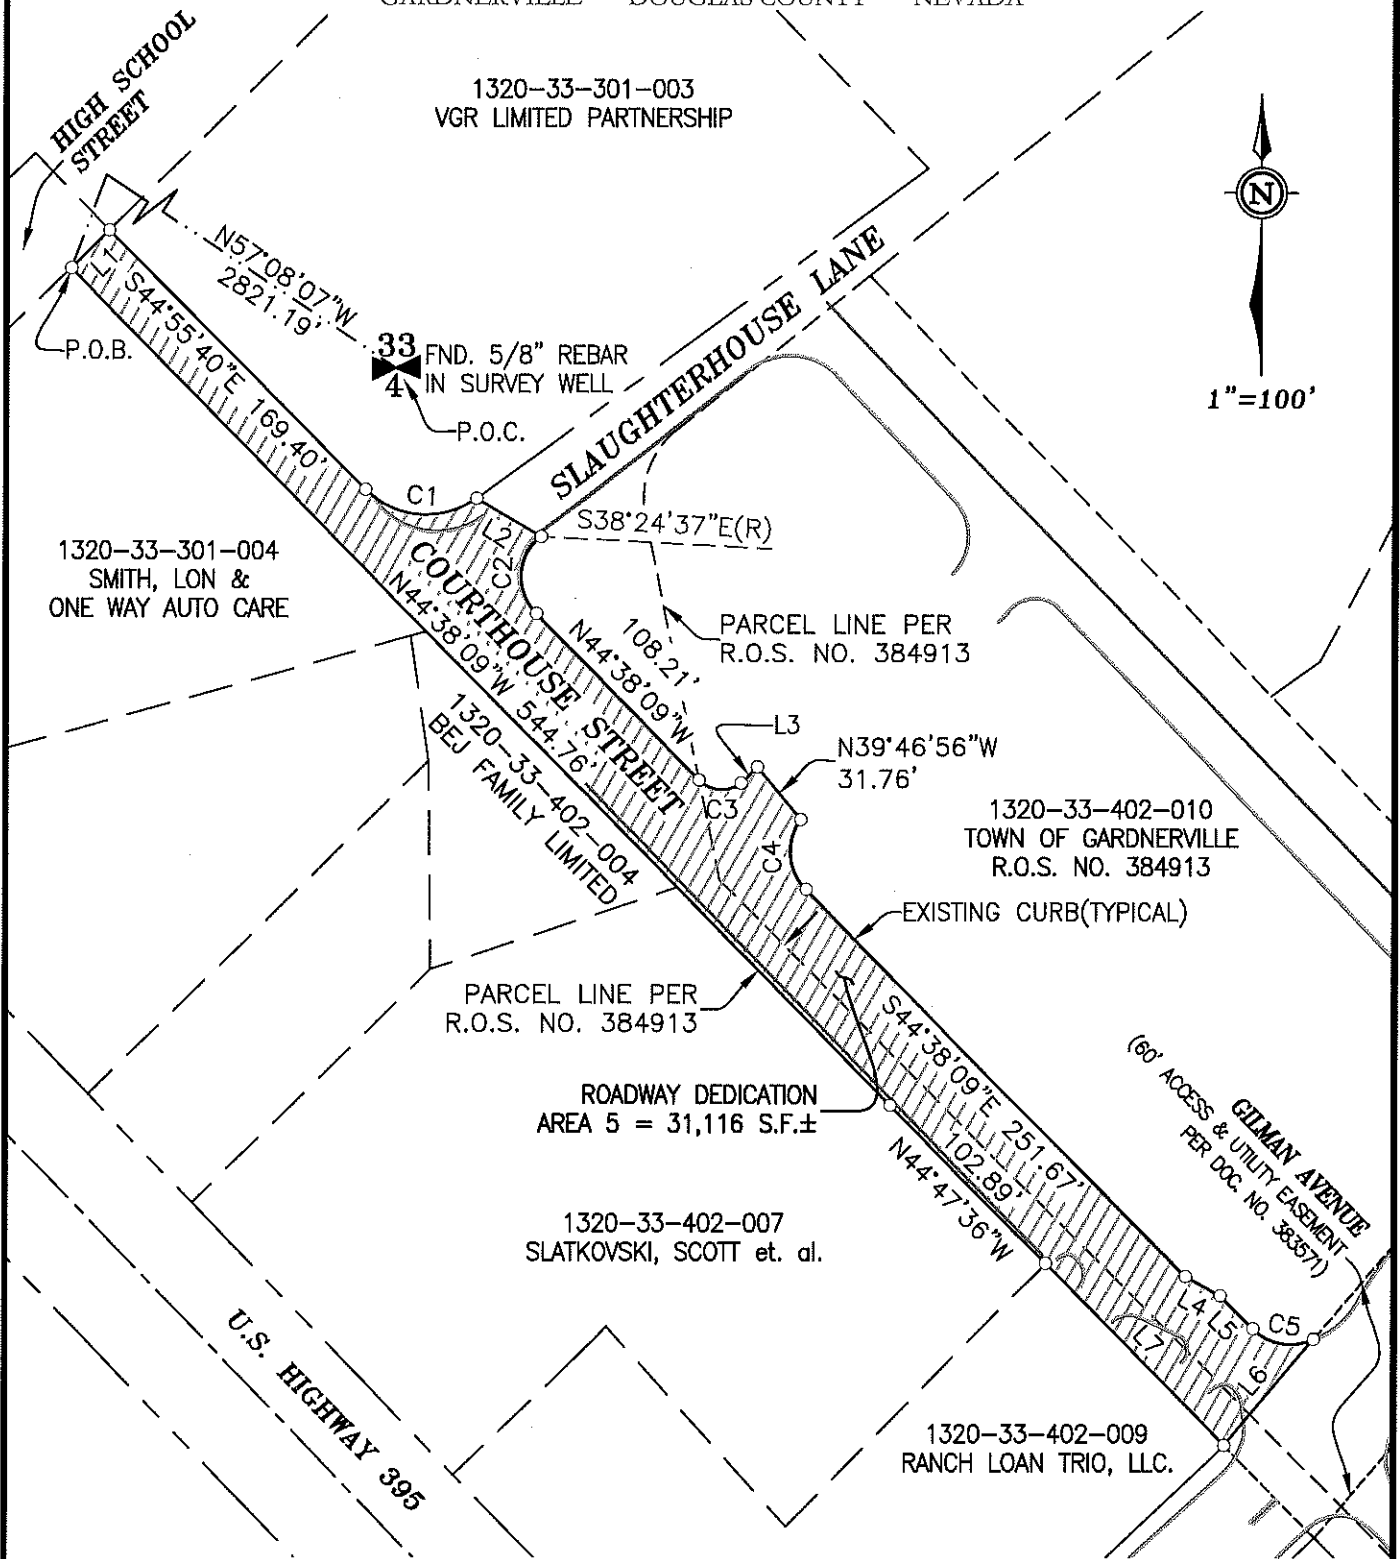 GARDNERVILLE DOUGLAS COUNTY NEVADA
HIGH SCHOOL
STREET
1320-33-301-003
VGR LIMITED PARTNERSHIP
N
1"=100'
N57°08'07"W
2821.19'
L1
S44°55'40"E 169.40'
P.O.B.
33
4
FND. 5/8" REBAR
IN SURVEY WELL
P.O.C.
SLAUGHTERHOUSE LANE
C1
L2
C2
S38°24'37"E(R)
1320-33-301-004
SMITH, LON &
ONE WAY AUTO CARE
COURTHOUSE STREET
N44°38'09"W 544.76'
108.21'
N44°38'09"W
PARCEL LINE PER
R.O.S. NO. 384913
1320-33-402-004
BEJ FAMILY LIMITED
L3
C3
N39°46'56"W
31.76'
C4
1320-33-402-010
TOWN OF GARDNERVILLE
R.O.S. NO. 384913
EXISTING CURB(TYPICAL)
PARCEL LINE PER
R.O.S. NO. 384913
S44°38'09"E 251.67'
ROADWAY DEDICATION
AREA 5 = 31,116 S.F.±
102.89'
N44°47'36"W
GILMAN AVENUE
(60' ACCESS & UTILITY EASEMENT
PER DOC. NO. 383571)
1320-33-402-007
SLATKOVSKI, SCOTT et. al.
L4
L5
C5
L7
L6
U.S. HIGHWAY 395
1320-33-402-009
RANCH LOAN TRIO, LLC.